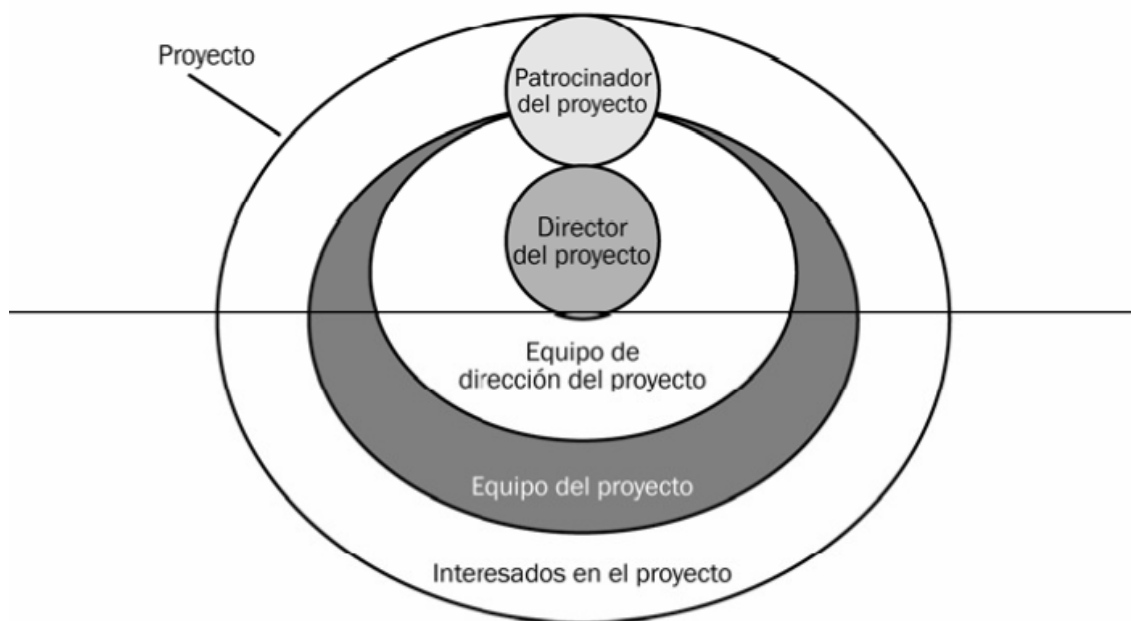 Proyecto
Patrocinador
del proyecto
Director
del proyecto
Equipo de
dirección del proyecto
Equipo del proyecto
Interesados en el proyecto